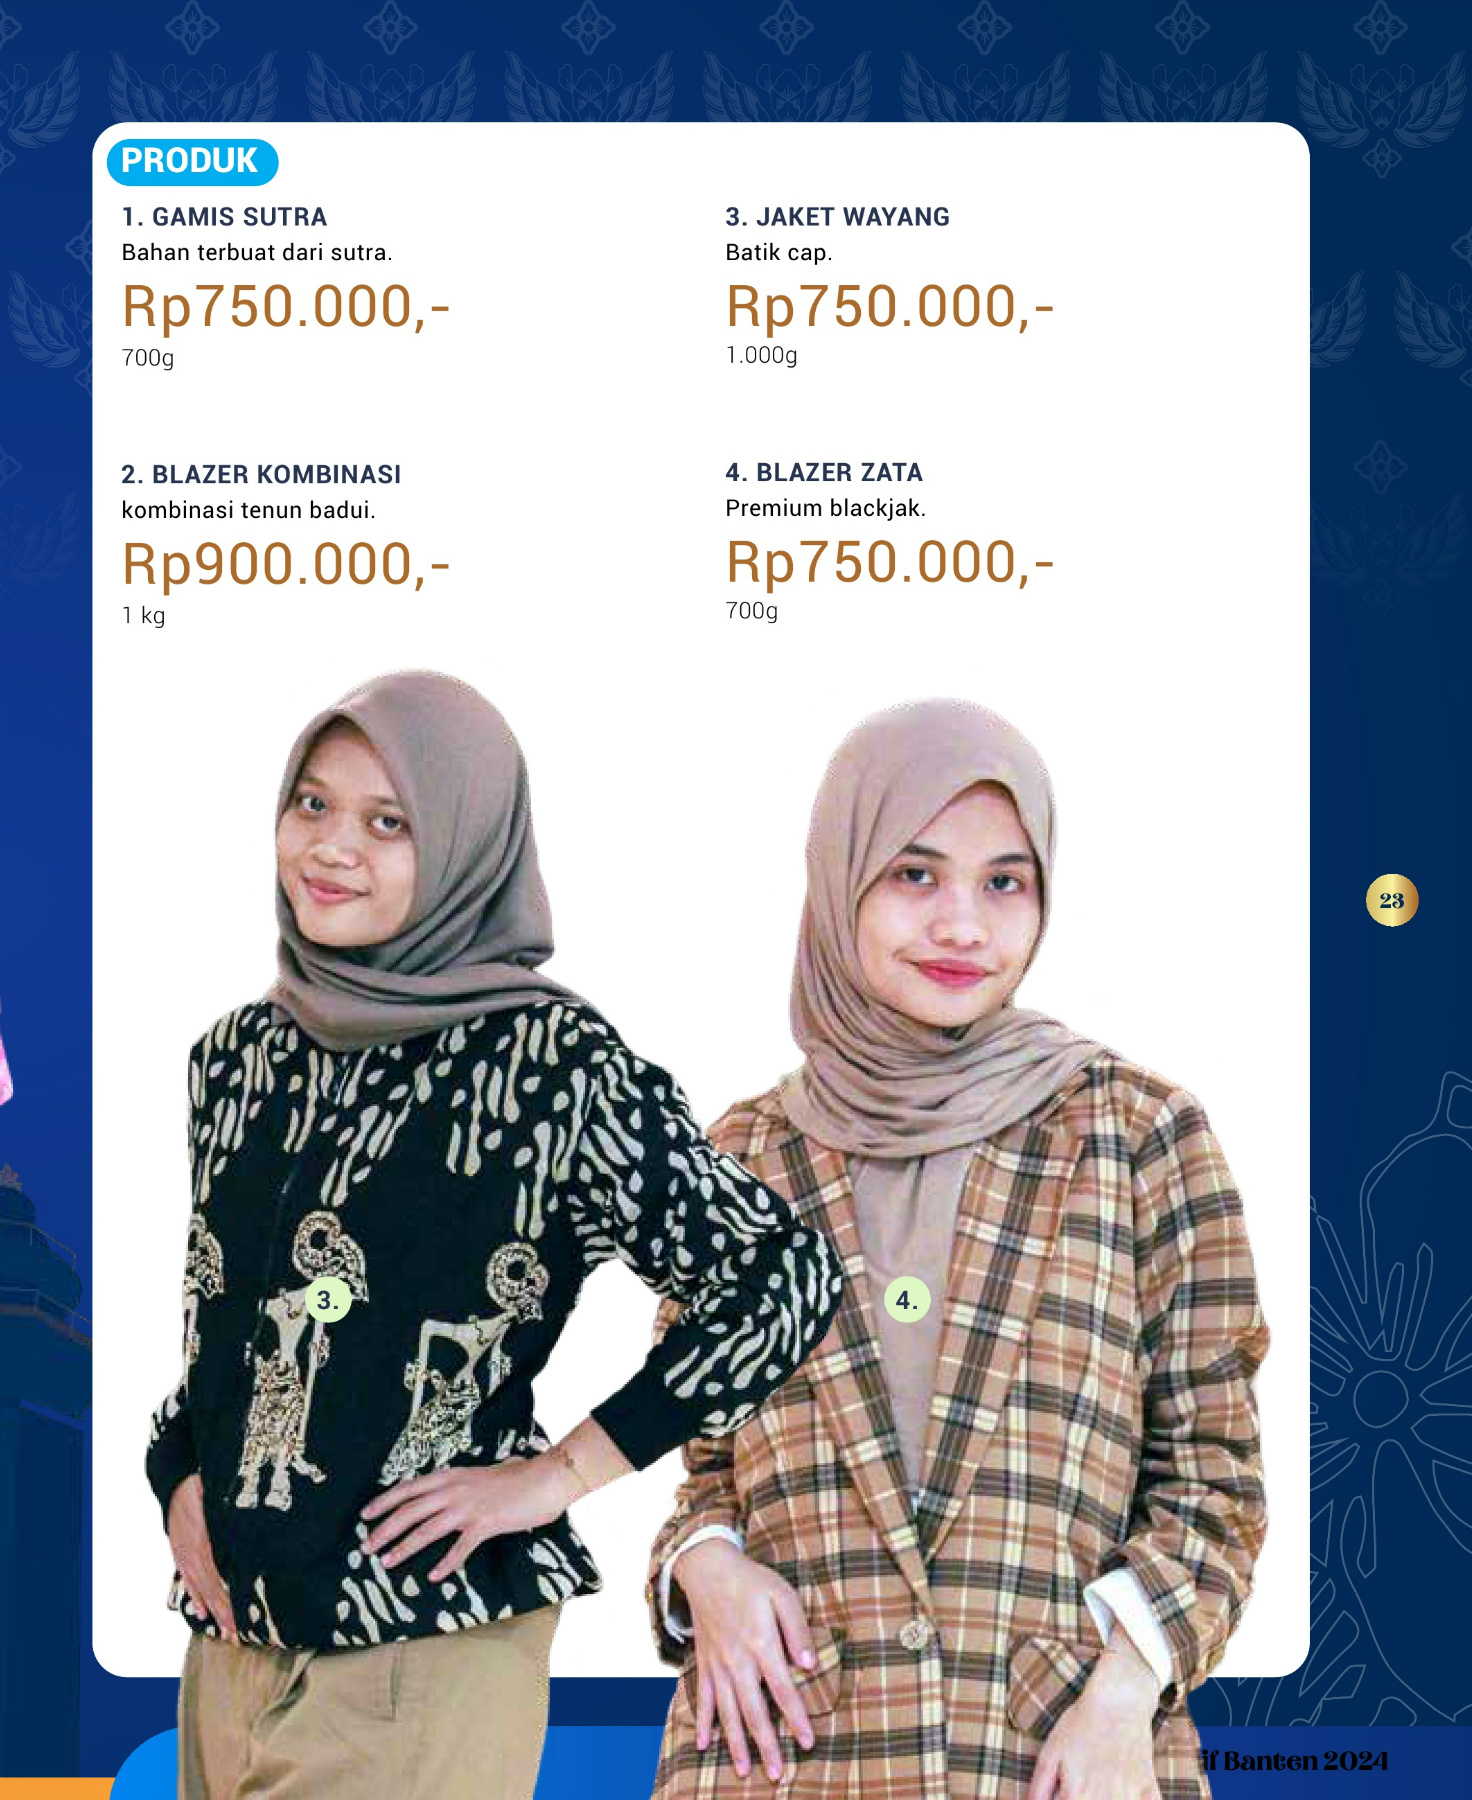 PRODUK
1. GAMIS SUTRA
Bahan terbuat dari sutra.
Rp750.000,-
700g
2. BLAZER KOMBINASI
kombinasi tenun badui.
Rp900.000,-
1 kg
3. JAKET WAYANG
Batik cap.
Rp750.000,-
1.000g
4. BLAZER ZATA
Premium blackjak.
Rp750.000,-
700g
23
3.
4.
Banten 2024